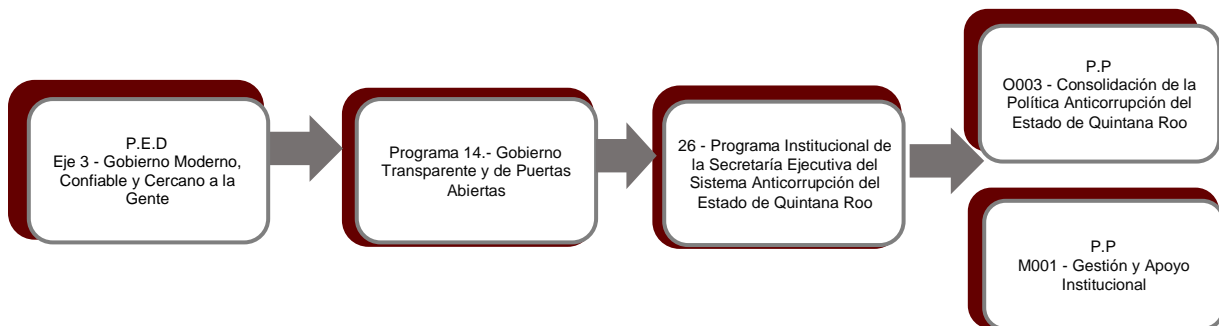 P.E.D
Eje 3 - Gobierno Moderno,
Confiable y Cercano a la
Gente
Programa 14.- Gobierno
Transparente y de Puertas
Abiertas
26 - Programa Institucional de
la Secretaría Ejecutiva del
Sistema Anticorrupción del
Estado de Quintana Roo
P.P
O003 - Consolidación de la
Política Anticorrupción del
Estado de Quintana Roo
P.P
M001 - Gestión y Apoyo
Institucional